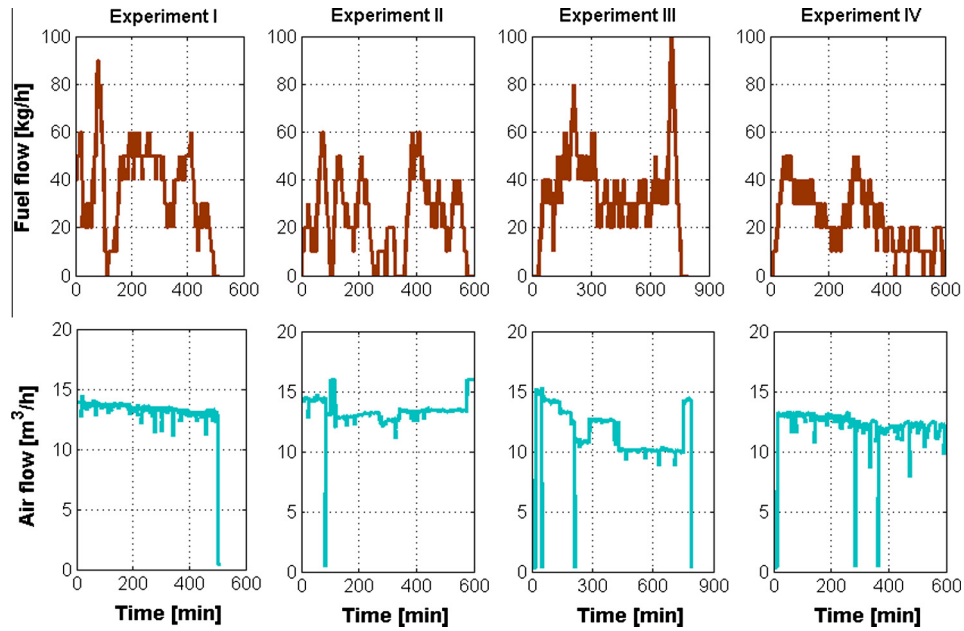 Experiment I Experiment II Experiment III Experiment IV
Fuel flow [kg/h]
100 100 100 100
80 80 80 80
60 60 60 60
40 40 40 40
20 20 20 20
0 0 0 0
0 200 400 600 0 200 400 600 0 300 600 900 0 200 400 600
Air flow [m³/h]
20 20 20 20
15 15 15 15
10 10 10 10
5 5 5 5
0 0 0 0
0 200 400 600 0 200 400 600 0 300 600 900 0 200 400 600
Time [min] Time [min] Time [min] Time [min]